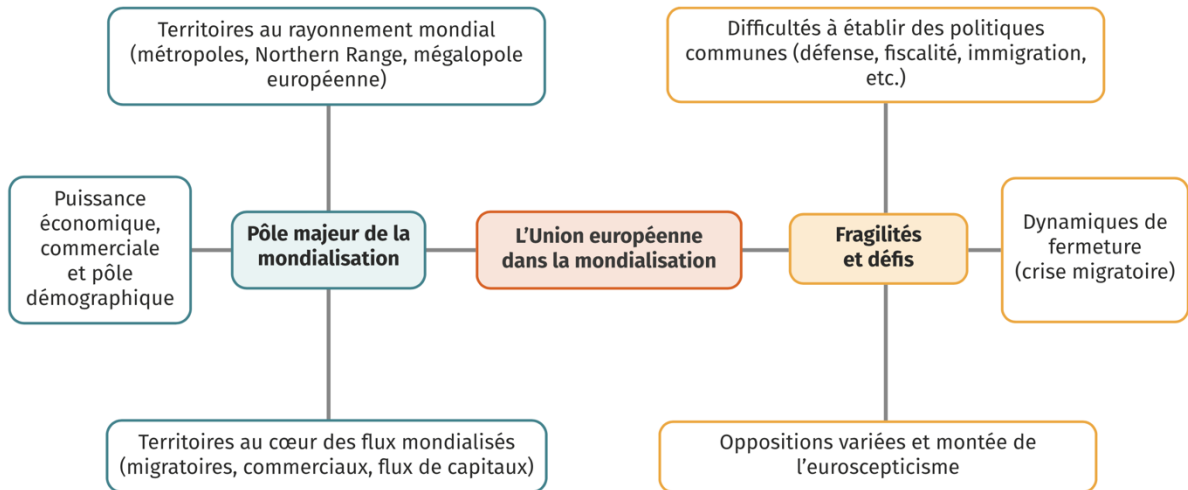 Territoires au rayonnement mondial
(métropoles, Northern Range, mégalopole
européenne)
Difficultés à établir des politiques
communes (défense, fiscalité, immigration,
etc.)
Puissance
économique,
commerciale
et pôle
démographique
Pôle majeur de la
mondialisation
L’Union européenne
dans la mondialisation
Fragilités
et défis
Dynamiques de
fermeture
(crise migratoire)
Territoires au cœur des flux mondialisés
(migratoires, commerciaux, flux de capitaux)
Oppositions variées et montée de
l’euroscepticisme